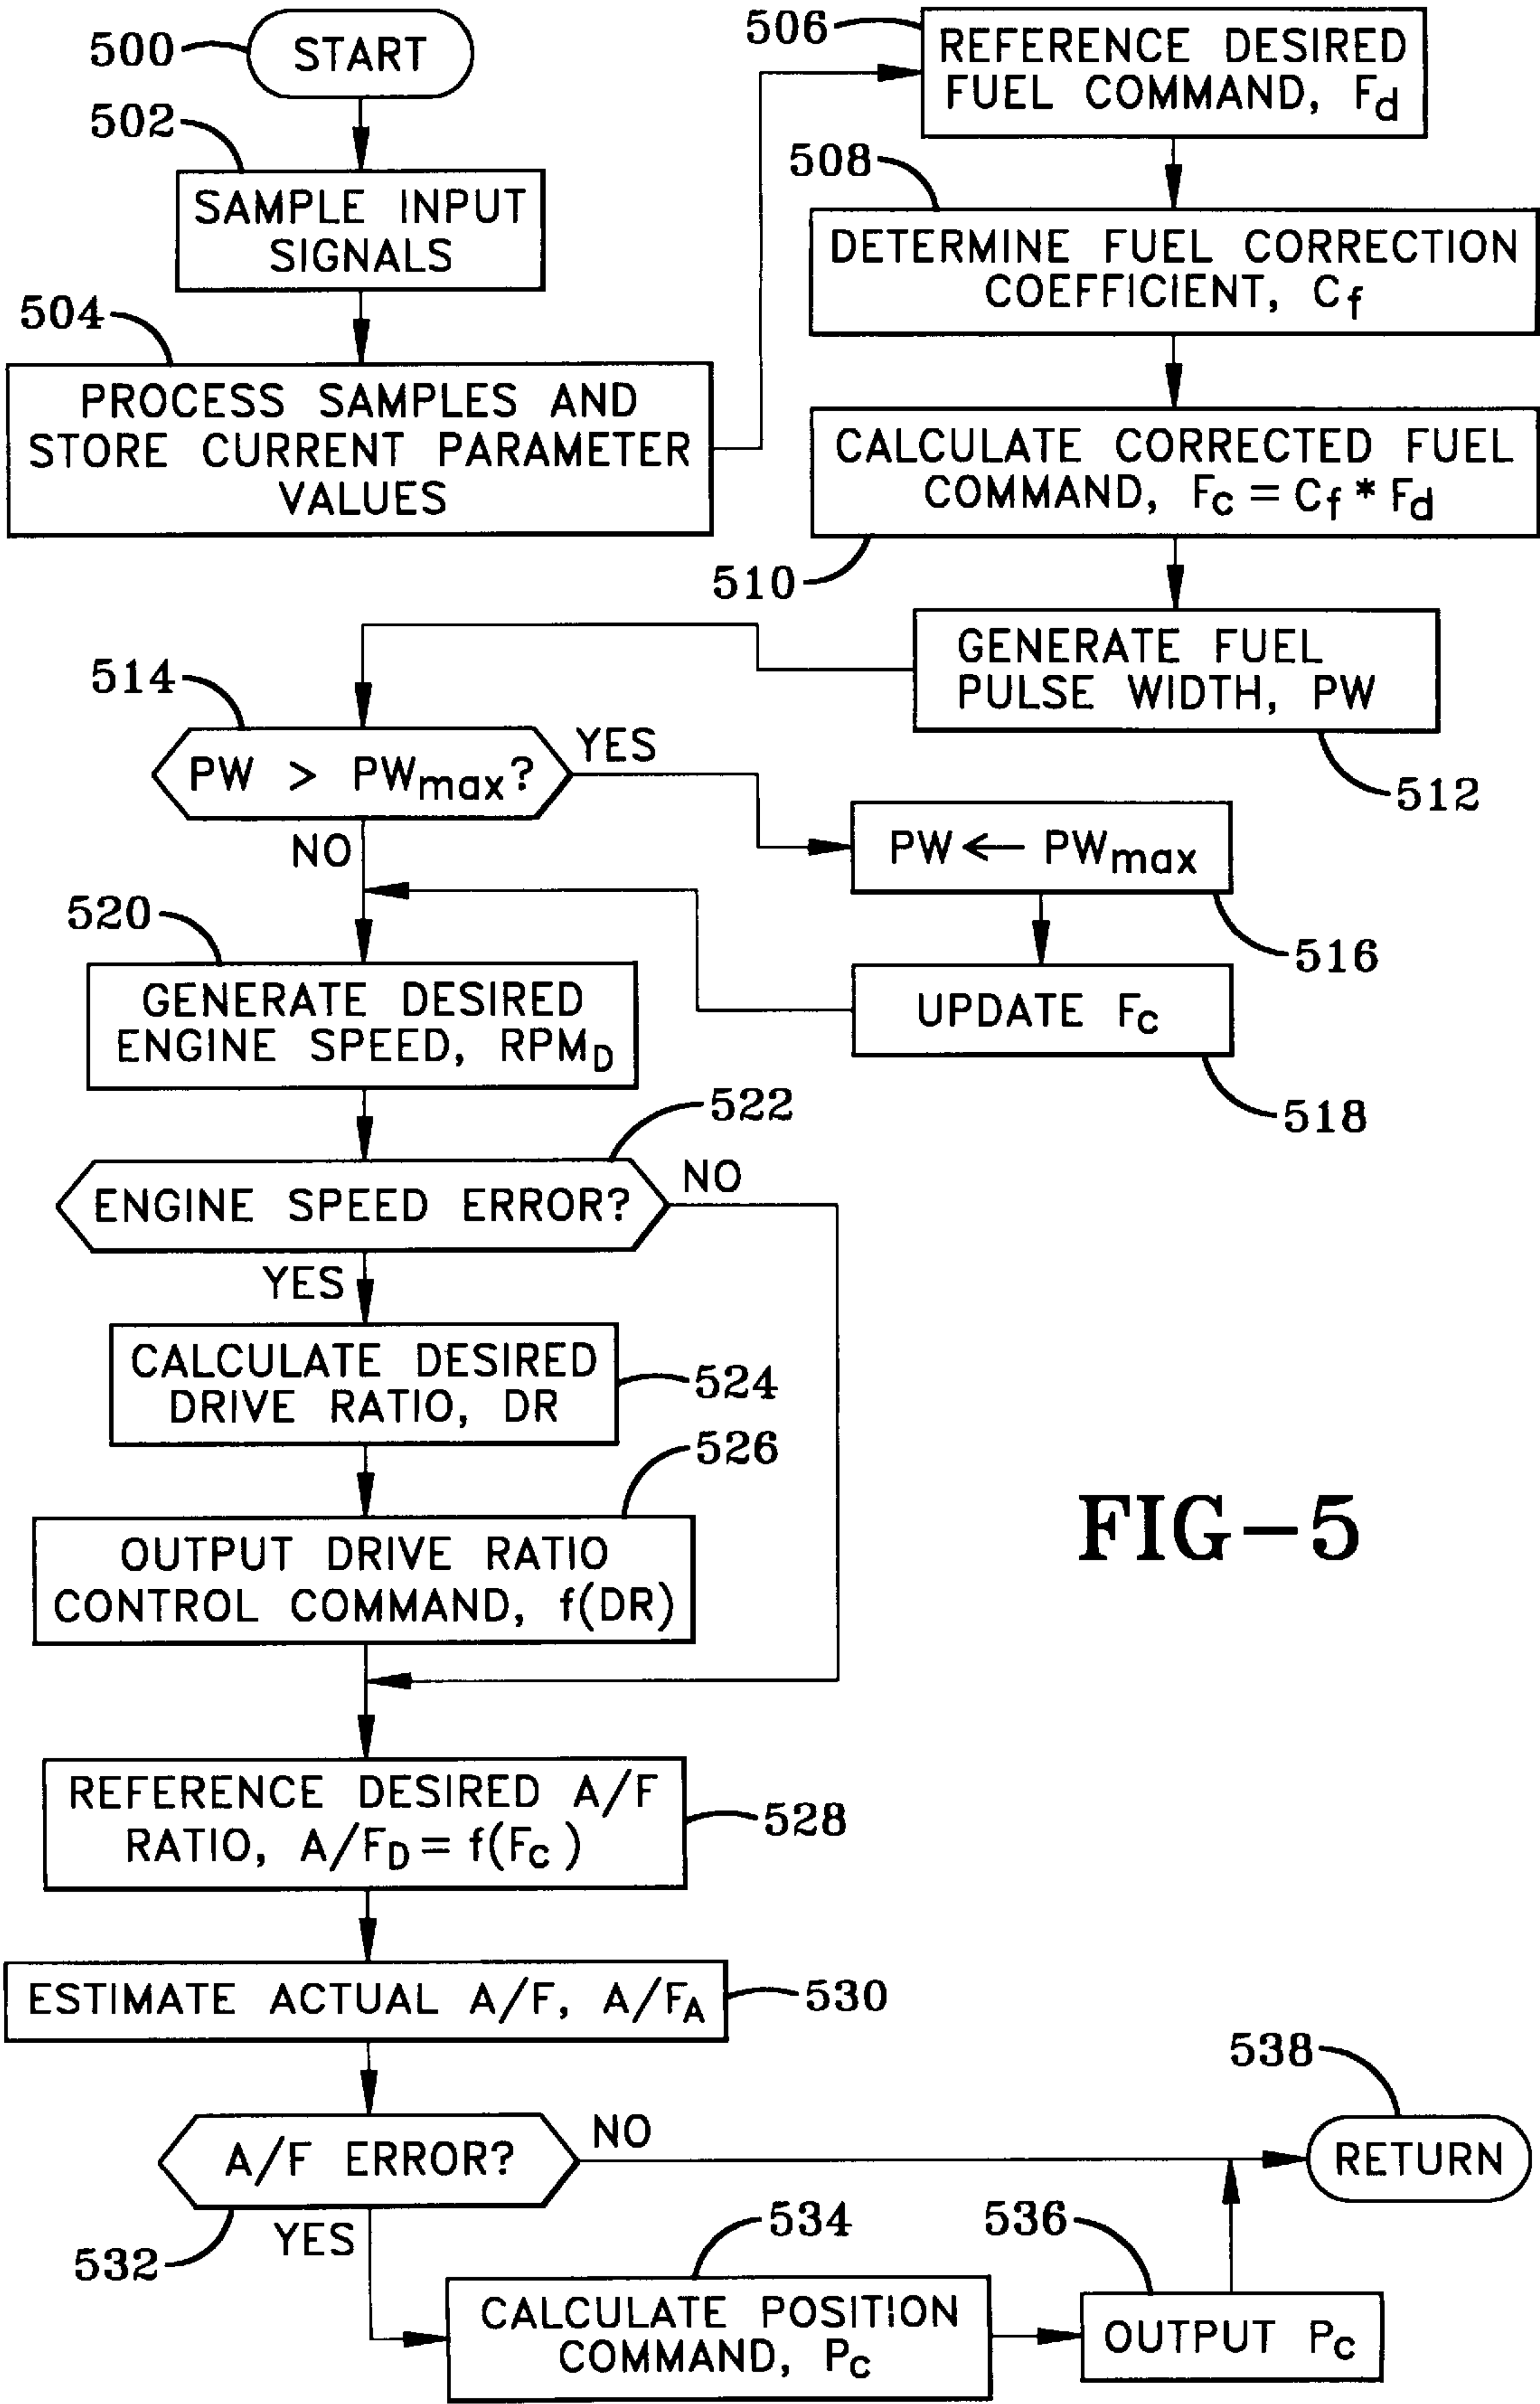 500
START
502
SAMPLE INPUT
SIGNALS
504
PROCESS SAMPLES AND
STORE CURRENT PARAMETER
VALUES
506
REFERENCE DESIRED
FUEL COMMAND, Fd
508
DETERMINE FUEL CORRECTION
COEFFICIENT, Cf
CALCULATE CORRECTED FUEL
COMMAND, Fc = Cf * Fd
510
GENERATE FUEL
PULSE WIDTH, PW
512
514
PW > PWmax?
YES
NO
PW ← PWmax
516
UPDATE Fc
518
520
GENERATE DESIRED
ENGINE SPEED, RPMD
522
ENGINE SPEED ERROR?
NO
YES
CALCULATE DESIRED
DRIVE RATIO, DR
524
526
OUTPUT DRIVE RATIO
CONTROL COMMAND, f(DR)
FIG-5
REFERENCE DESIRED A/F
RATIO, A/FD = f(Fc)
528
ESTIMATE ACTUAL A/F, A/FA
530
A/F ERROR?
NO
532
YES
534
CALCULATE POSITION
COMMAND, Pc
536
OUTPUT Pc
538
RETURN